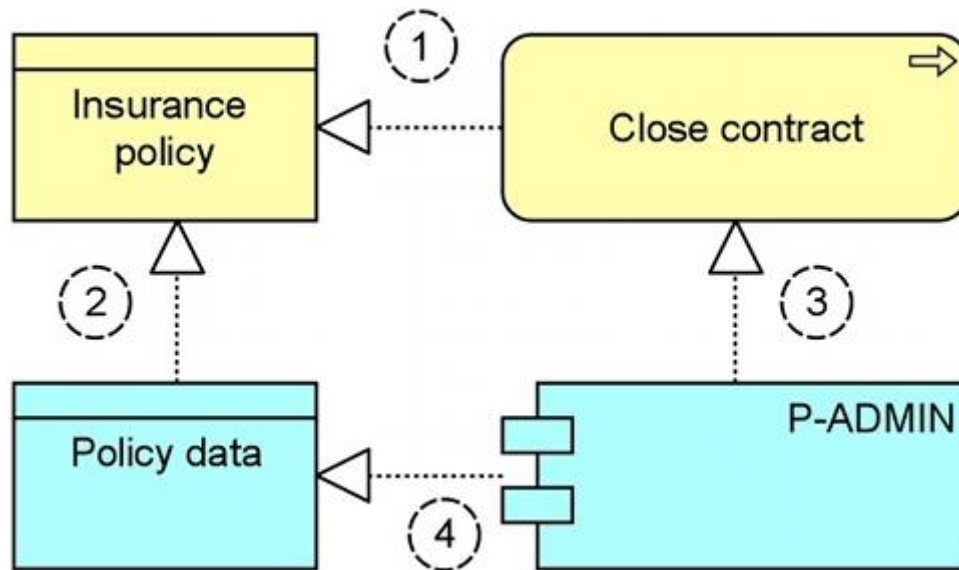 1
Insurance
policy
Close contract
2
3
Policy data
P-ADMIN
4